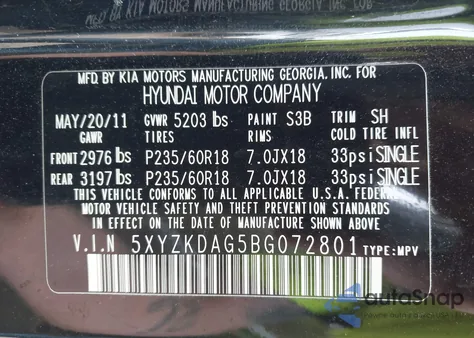 MFD. BY KIA MOTORS MANUFACTURING GEORGIA, INC. FOR
HYUNDAI MOTOR COMPANY
MAY/20/11 GVWR 5203 lbs PAINT S3B TRIM SH
GAWR TIRES RIMS COLD TIRE INFL
FRONT 2976 lbs P235/60R18 7.0JX18 33psi SINGLE
REAR 3197 lbs P235/60R18 7.0JX18 33psi SINGLE
THIS VEHICLE CONFORMS TO ALL APPLICABLE U.S.A. FEDERAL
MOTOR VEHICLE SAFETY AND BUMPER STANDARDS
IN EFFECT ON THE DATE OF MANUFACTURE SHOWN ABOVE.
V.I.N 5XYZKDAG5BG072801 TYPE:MPV
autoSnap